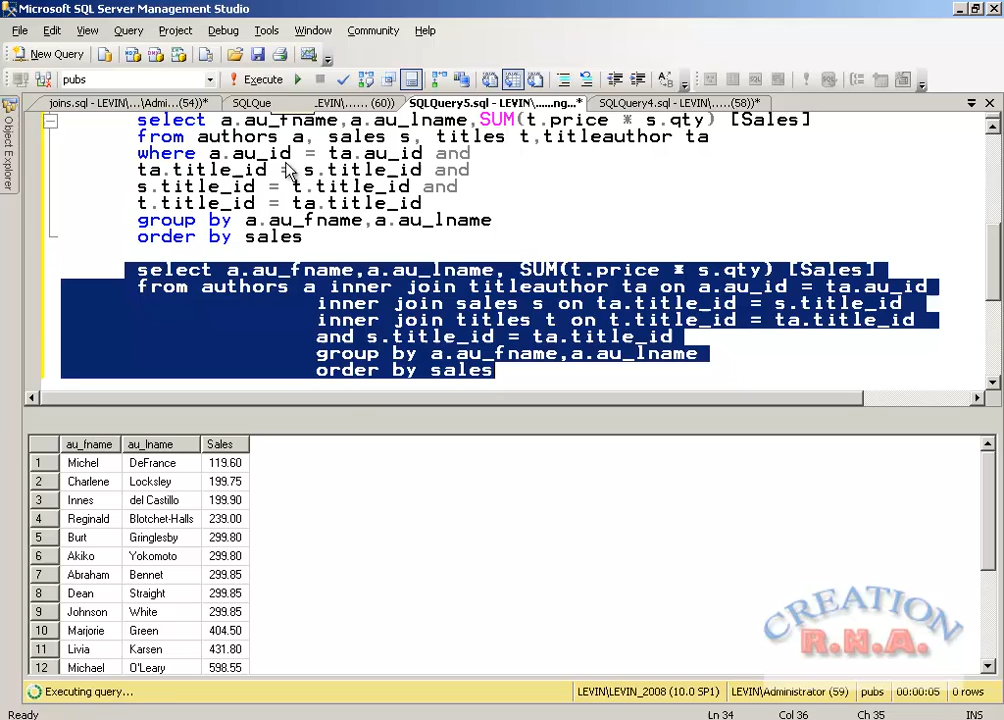 Microsoft SQL Server Management Studio
File Edit View Query Project Debug Tools Window Community Help
New Query
pubs Execute
joins.sql - LEVIN\...\Admi...(54))* SQLQue .EVIN\...... (60)) SQLQuery5.sql - LEVIN\......ng...* SQLQuery4.sql - LEVIN\......(58))*
Object Explorer
select a.au_fname,a.au_lname,SUM(t.price * s.qty) [Sales]
from authors a, sales s, titles t,titleauthor ta
where a.au_id = ta.au_id and
ta.title_id = s.title_id and
s.title_id = t.title_id and
t.title_id = ta.title_id
group by a.au_fname,a.au_lname
order by sales
select a.au_fname,a.au_lname, SUM(t.price * s.qty) [Sales]
from authors a inner join titleauthor ta on a.au_id = ta.au_id
inner join sales s on ta.title_id = s.title_id
inner join titles t on t.title_id = ta.title_id
and s.title_id = ta.title_id
group by a.au_fname,a.au_lname
order by sales
au_fname au_lname Sales
1 Michel DeFrance 119.60
2 Charlene Locksley 199.75
3 Innes del Castillo 199.90
4 Reginald Blotchet-Halls 239.00
5 Burt Gringlesby 299.80
6 Akiko Yokomoto 299.80
7 Abraham Bennet 299.85
8 Dean Straight 299.85
9 Johnson White 299.85
10 Marjorie Green 404.50
11 Livia Karsen 431.80
12 Michael O'Leary 598.55
CREATION
R.N.A.
Executing query... LEVIN\LEVIN_2008 (10.0 SP1) LEVIN\Administrator (59) pubs 00:00:05 0 rows
Ready Ln 34 Col 36 Ch 35 INS